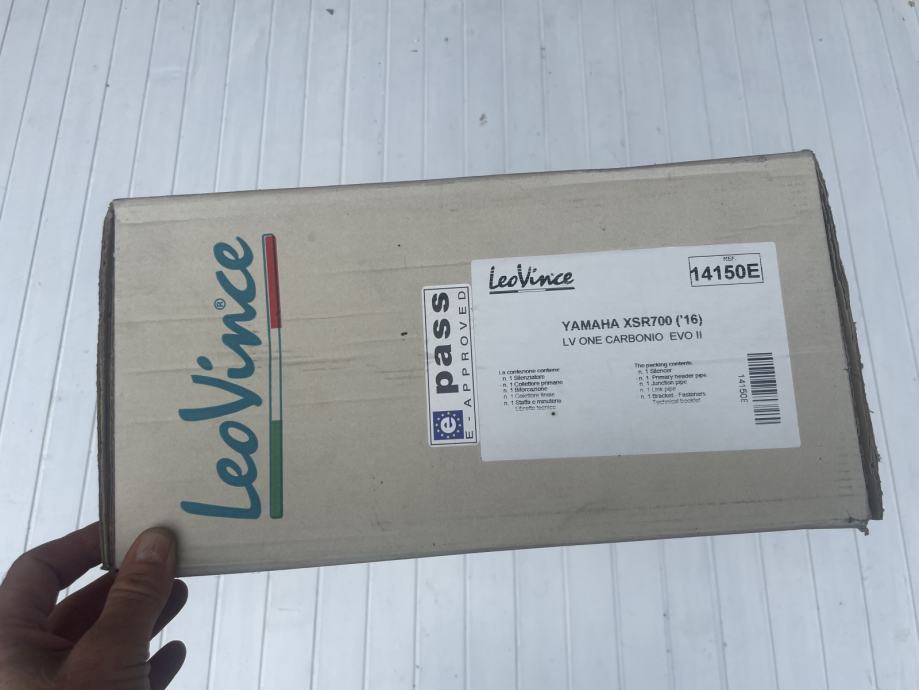 LeoVince®
e pass
E-APPROVED
LeoVince
REF.
14150E
YAMAHA XSR700 ('16)
LV ONE CARBONIO EVO II
La confezione contiene:
n. 1 Silenziatore
n. 1 Collettore primario
n. 1 Biforcazione
n. 1 Collettore finale
n. 1 Staffa e minuteria
Libretto tecnico
The packing contents:
n. 1 Silencer
n. 1 Primary header pipe
n. 1 Junction pipe
n. 1 Link pipe
n. 1 Bracket - Fasteners
Technical booklet
14150E